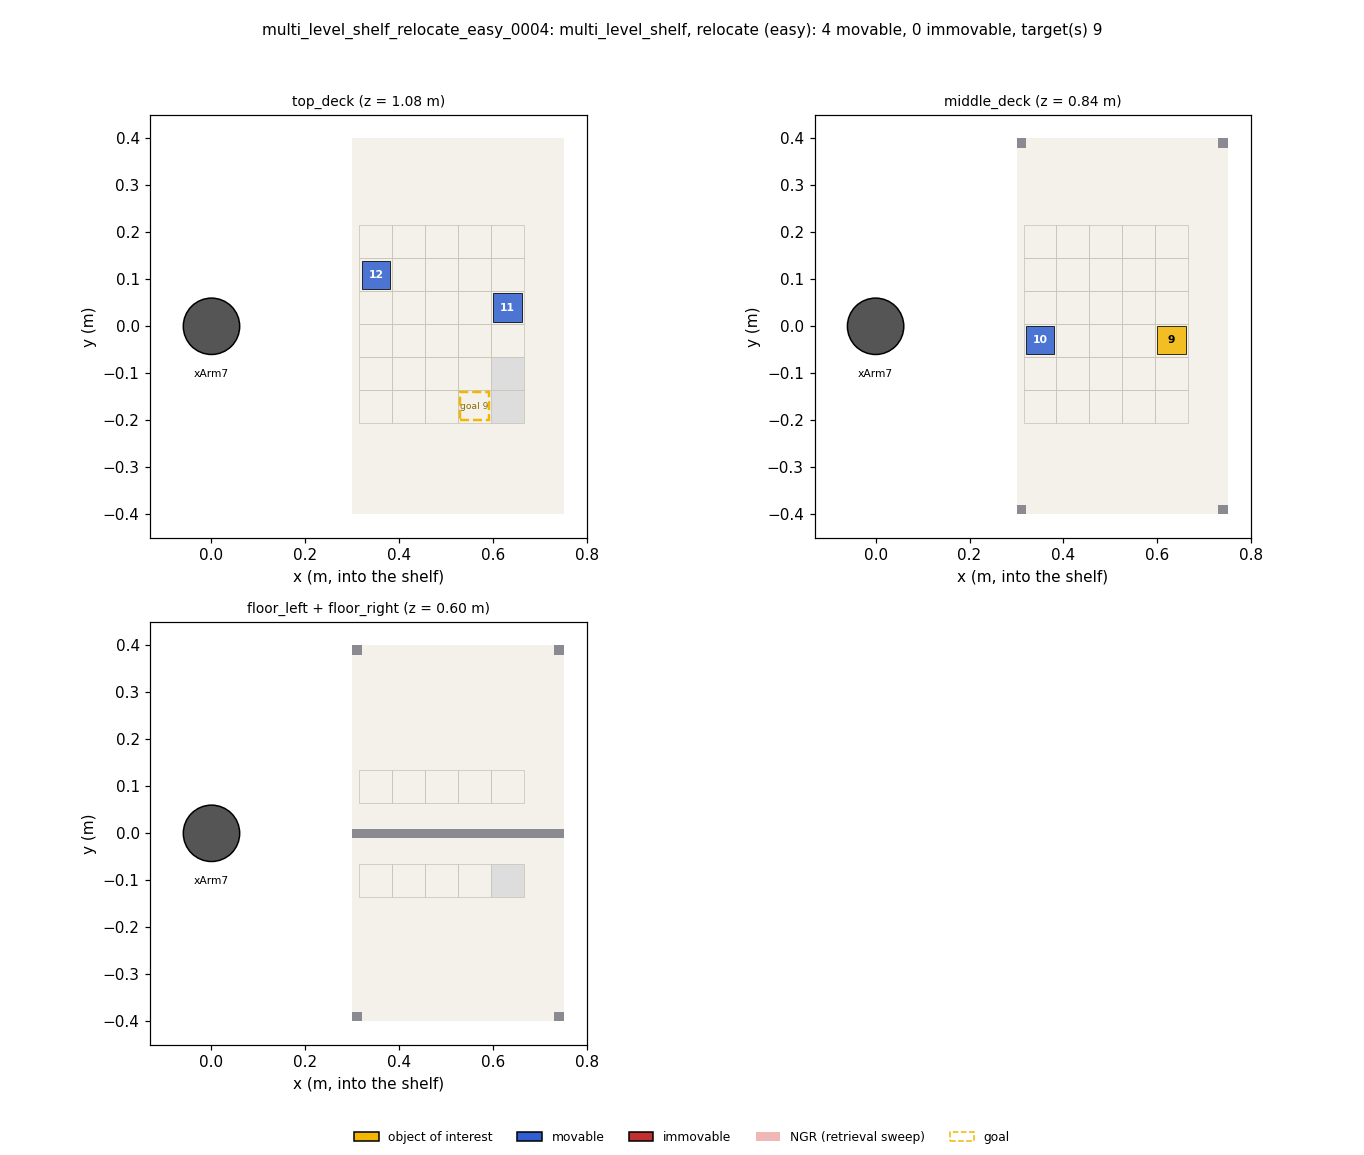 multi_level_shelf_relocate_easy_0004: multi_level_shelf, relocate (easy): 4 movable, 0 immovable, target(s) 9
top_deck (z = 1.08 m)
0.4
0.3
0.2
0.1
0.0
−0.1
−0.2
−0.3
−0.4
y (m)
12
11
xArm7
goal 9
0.0
0.2
0.4
0.6
0.8
x (m, into the shelf)
middle_deck (z = 0.84 m)
0.4
0.3
0.2
0.1
0.0
−0.1
−0.2
−0.3
−0.4
y (m)
10
9
xArm7
0.0
0.2
0.4
0.6
0.8
x (m, into the shelf)
floor_left + floor_right (z = 0.60 m)
0.4
0.3
0.2
0.1
0.0
−0.1
−0.2
−0.3
−0.4
y (m)
xArm7
0.0
0.2
0.4
0.6
0.8
x (m, into the shelf)
object of interest
movable
immovable
NGR (retrieval sweep)
goal